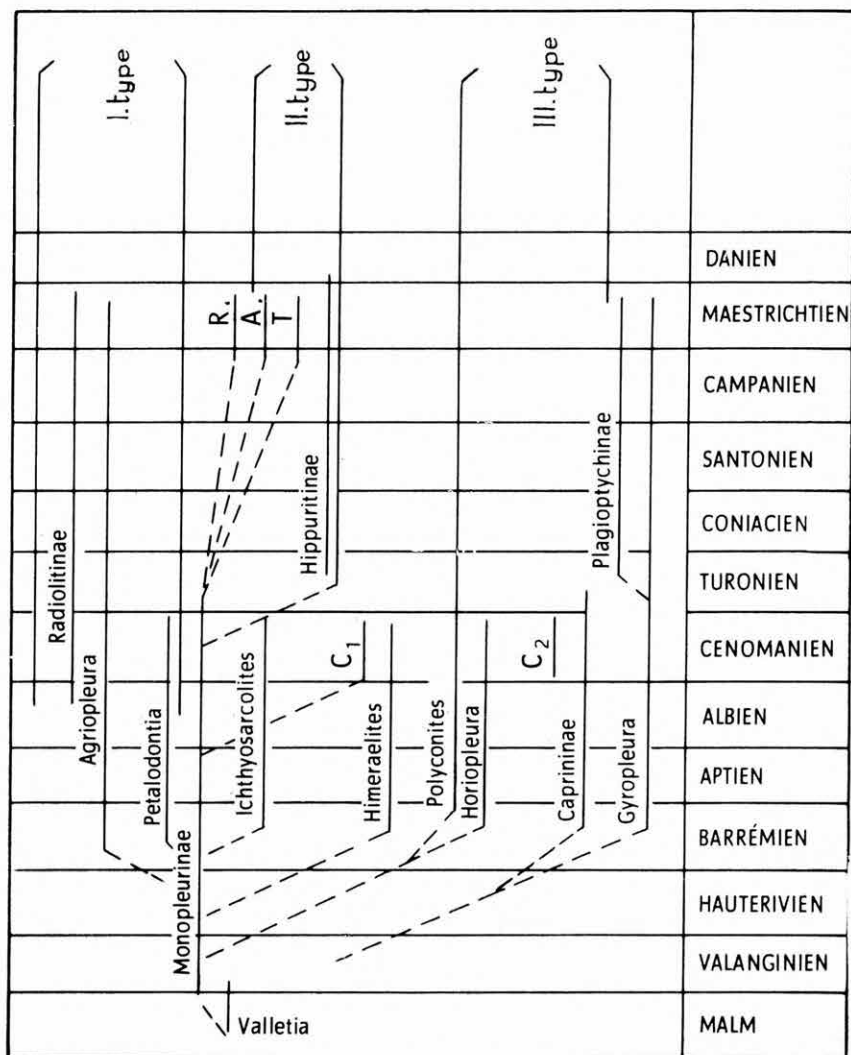 I.type
II.type
III.type
DANIEN
R.
A.
T
MAESTRICHTIEN
CAMPANIEN
SANTONIEN
Hippuritinae
Plagioptychinae
CONIACIEN
TURONIEN
Radiolitinae
C1
C2
CENOMANIEN
Agriopleura
Petalodontia
Ichthyosarcolites
Himeraelites
Polyconites
Horiopleura
Caprininae
Gyropleura
ALBIEN
APTIEN
BARRÉMIEN
Monopleurinae
HAUTERIVIEN
VALANGINIEN
Valletia
MALM